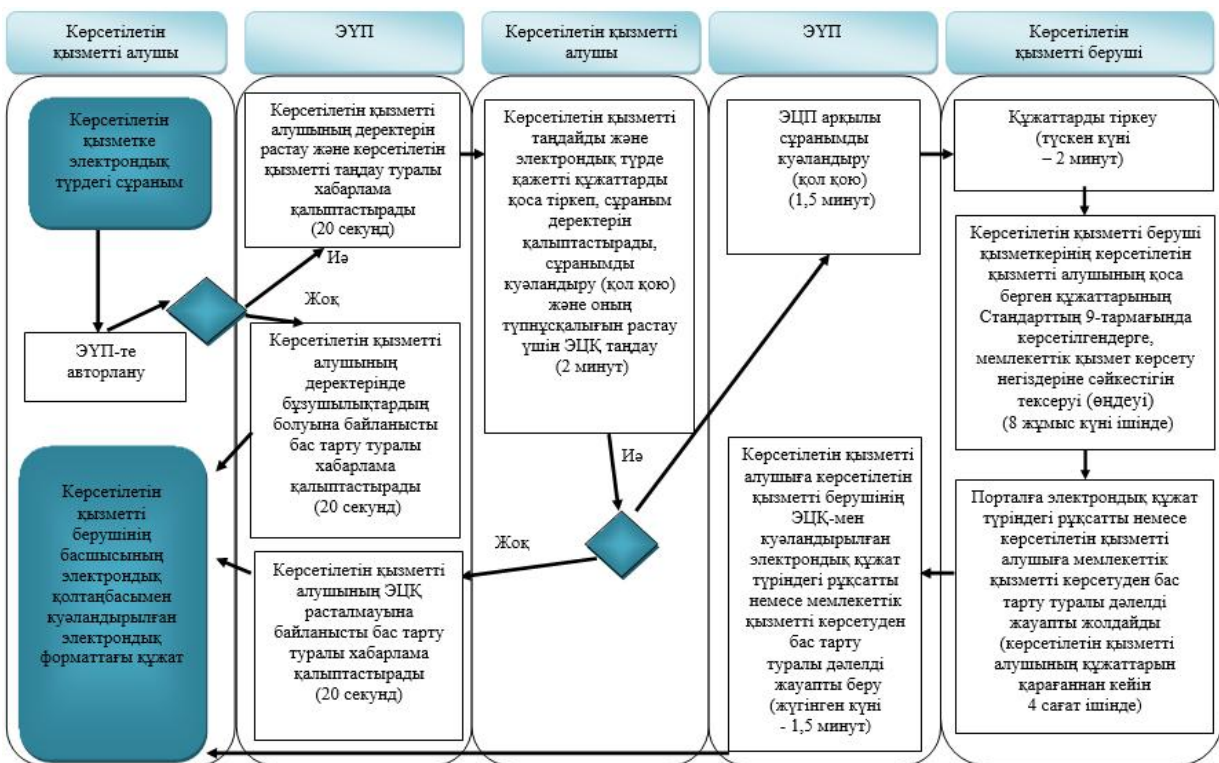 Көрсетілетін
қызметті алушы
ЭҮП
Көрсетілетін қызметті
алушы
ЭҮП
Көрсетілетін
қызметті беруші
Көрсетілетін
қызметке
электрондық
түрдегі сұраным
ЭҮП-те
авторлану
Көрсетілетін
қызметті
берушінің
басшысының
электрондық
қолтаңбасымен
куәландырылған
электрондық
форматтағы құжат
Көрсетілетін қызметті
алушының деректерін
растау және көрсетілетін
қызметті таңдау туралы
хабарлама
қалыптастырады
(20 секунд)
Иә
Жоқ
Көрсетілетін қызметті
алушының
деректерінде
бұзушылықтардың
болуына байланысты
бас тарту туралы
хабарлама
қалыптастырады
(20 секунд)
Көрсетілетін қызметті
алушының ЭЦҚ
расталмауына
байланысты бас тарту
туралы хабарлама
қалыптастырады
(20 секунд)
Көрсетілетін қызметті
таңдайды және
электрондық түрде
қажетті құжаттарды
қоса тіркеп, сұраным
деректерін
қалыптастырады,
сұранымды
куәландыру (қол қою)
және оның
түпнұсқалығын растау
үшін ЭЦҚ таңдау
(2 минут)
Иә
Жоқ
ЭЦП арқылы
сұранымды
куәландыру
(қол қою)
(1,5 минут)
Көрсетілетін қызметті
алушыға көрсетілетін
қызметті берушінің
ЭЦҚ-мен
куәландырылған
электрондық құжат
түріндегі рұқсатты
немесе мемлекеттік
қызметті көрсетуден
бас тарту
туралы дәлелді
жауапты беру
(жүгінген күні
- 1,5 минут)
Құжаттарды тіркеу
(түскен күні
– 2 минут)
Көрсетілетін қызметті беруші
қызметкерінің көрсетілетін
қызметті алушының қоса
берген құжаттарының
Стандарттың 9-тармағында
көрсетілгендерге,
мемлекеттік қызмет көрсету
негіздеріне сәйкестігін
тексеруі (өңдеуі)
(8 жұмыс күні ішінде)
Порталға электрондық құжат
түріндегі рұқсатты немесе
көрсетілетін қызметті
алушыға мемлекеттік
қызметті көрсетуден бас
тарту туралы дәлелді
жауапты жолдайды
(көрсетілетін қызметті
алушының құжаттарын
қарағаннан кейін
4 сағат ішінде)